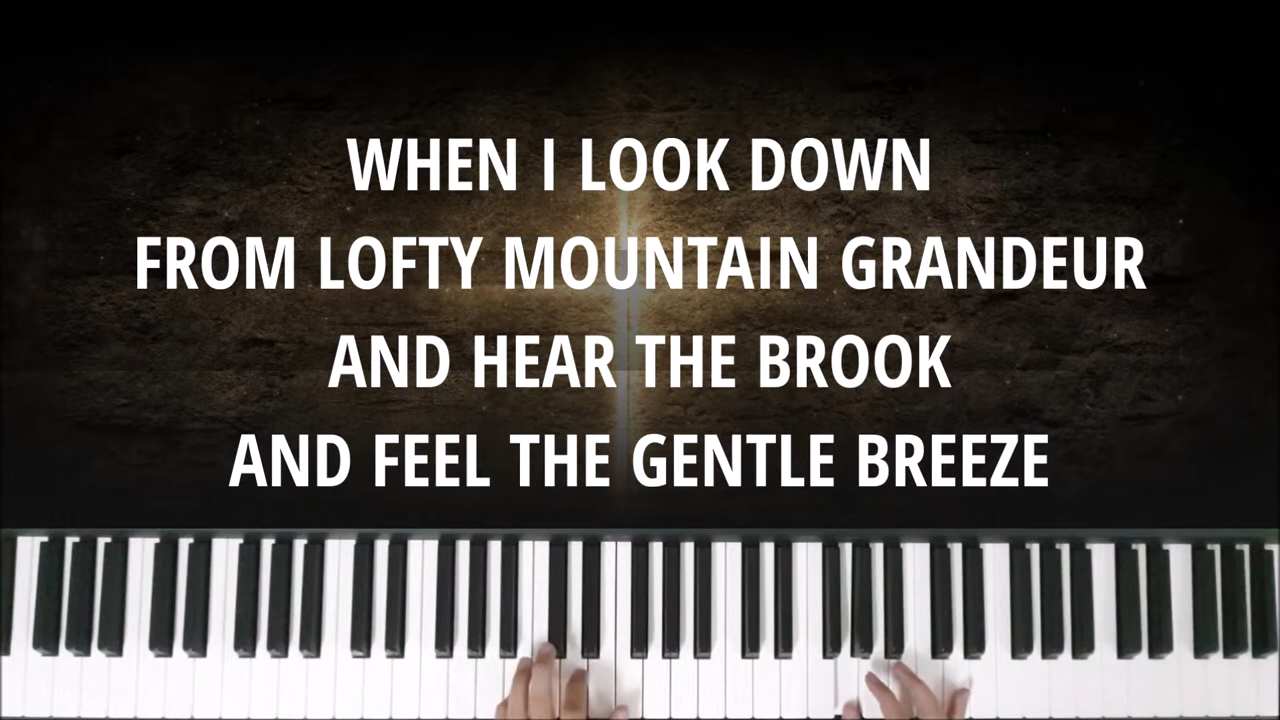 WHEN I LOOK DOWN
FROM LOFTY MOUNTAIN GRANDEUR
AND HEAR THE BROOK
AND FEEL THE GENTLE BREEZE